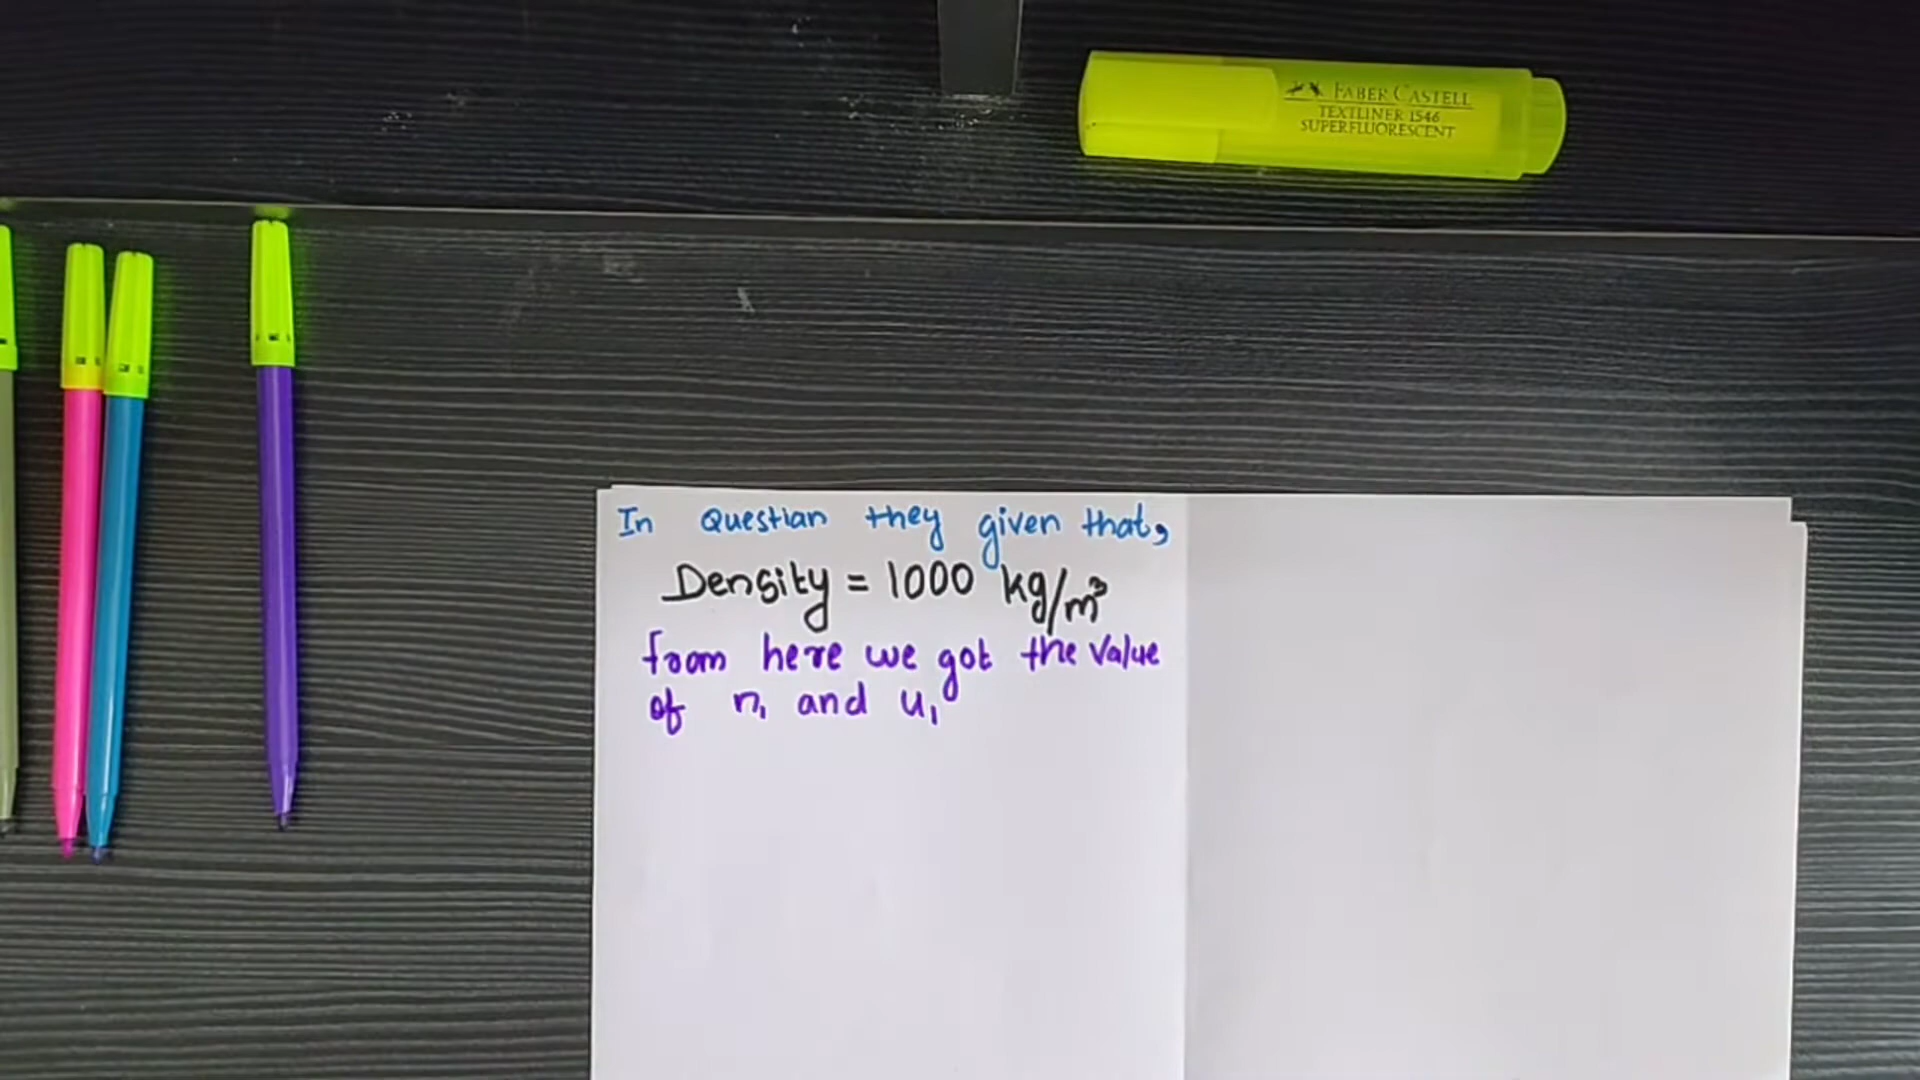 FABER CASTELL
TEXTLINER 1546
SUPERFLUORESCENT
In Question they given that,
Density = 1000 kg/m³
from here we got the value
of n₁ and u₁